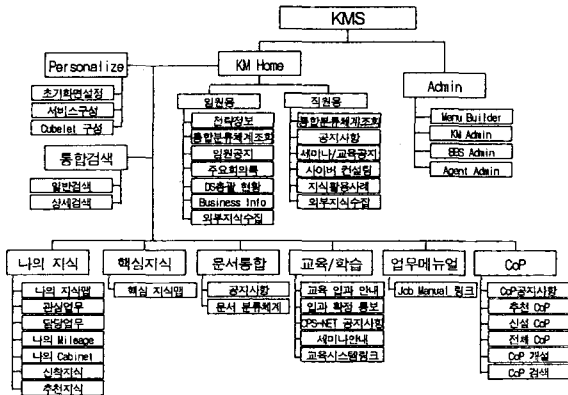 KMS
Personalize
초기화면설정
서비스구성
Cubelet 구성
통합검색
일반검색
상세검색
KM Home
임원용
전략정보
통합분류체계조회
임원공지
주요회의록
DS총괄 현황
Business Info
외부지식수집
직원용
통합분류체계조회
공지사항
세미나/교육공지
사이버 컨설팅
지식활용사례
외부지식수집
Admin
Menu Builder
KM Admin
BBS Admin
Agent Admin
나의 지식
나의 지식맵
관심업무
담당업무
나의 Mileage
나의 Cabinet
신착지식
추천지식
핵심지식
핵심 지식맵
문서통합
공지사항
문서 분류체계
교육/학습
교육 입과 안내
입과 확정 통보
CPS-NET 공지사항
세미나안내
교육시스템링크
업무메뉴얼
Job Manual 링크
CoP
CoP공지사항
추천 CoP
신설 CoP
전체 CoP
CoP 개설
CoP 검색